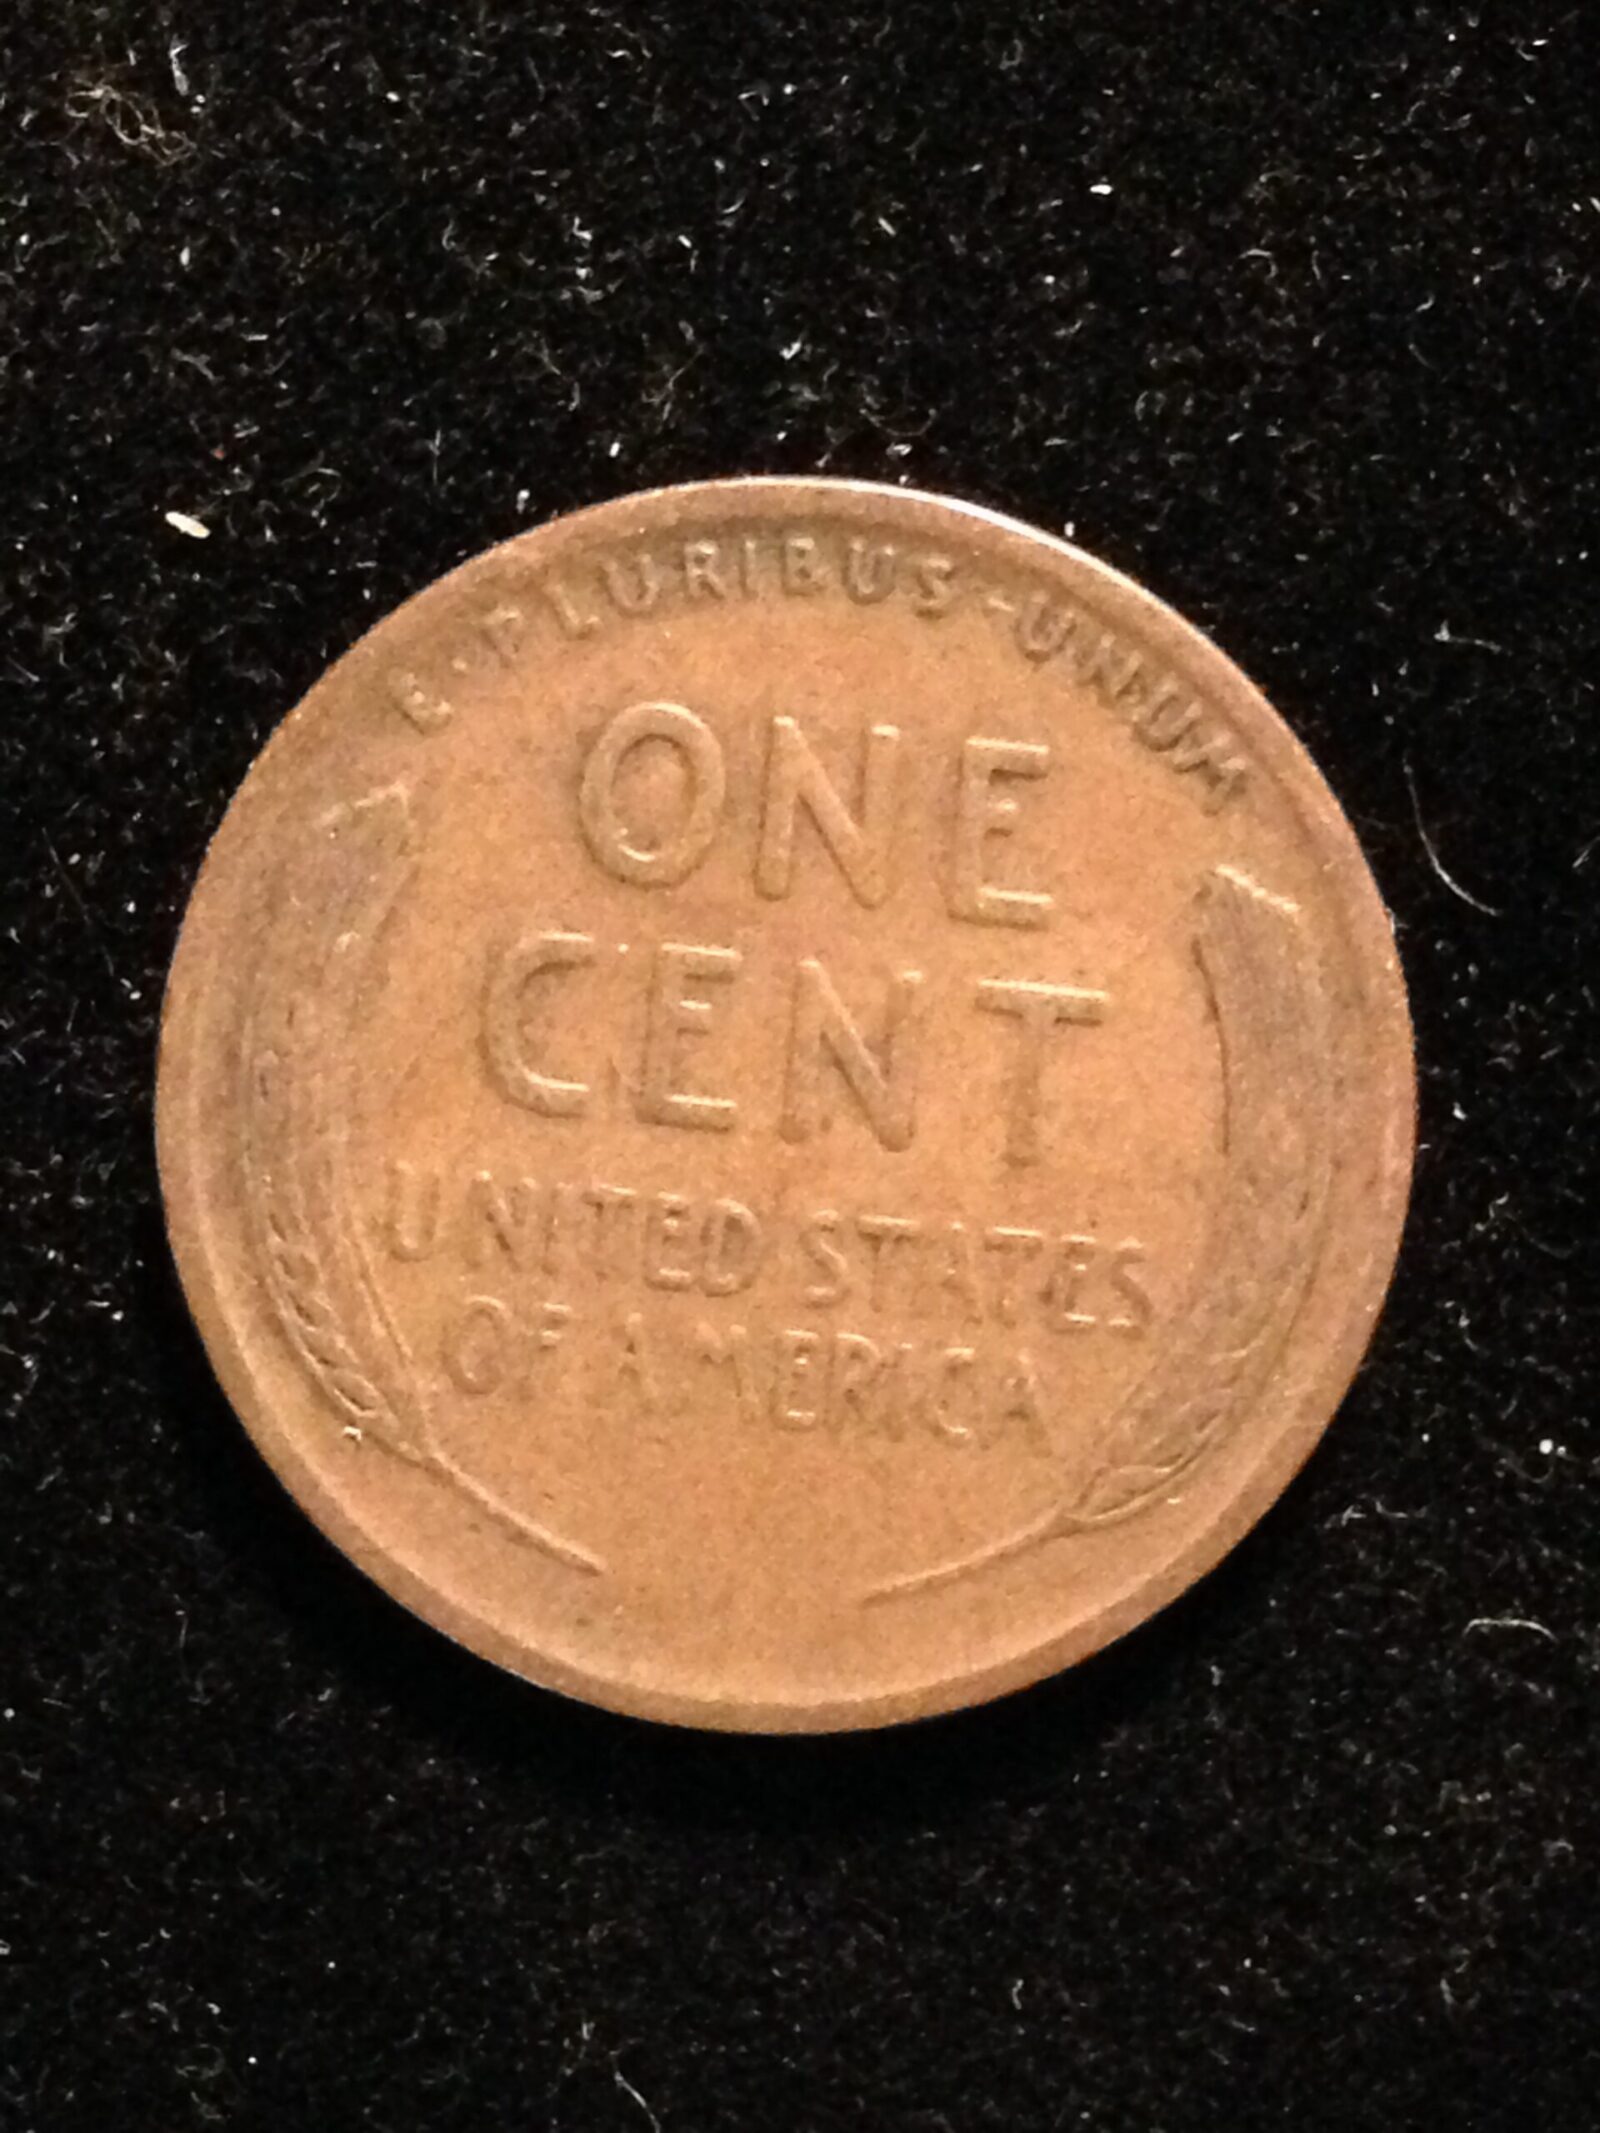 E·PLURIBUS·UNUM
ONE
CENT
UNITED STATES
OF AMERICA